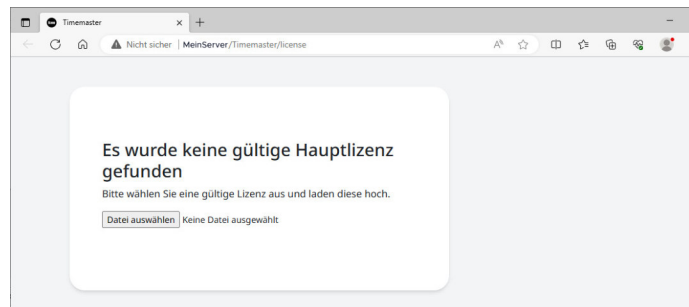 Timemaster
Nicht sicher | MeinServer/Timemaster/license
Es wurde keine gültige Hauptlizenz
gefunden
Bitte wählen Sie eine gültige Lizenz aus und laden diese hoch.
Datei auswählen Keine Datei ausgewählt